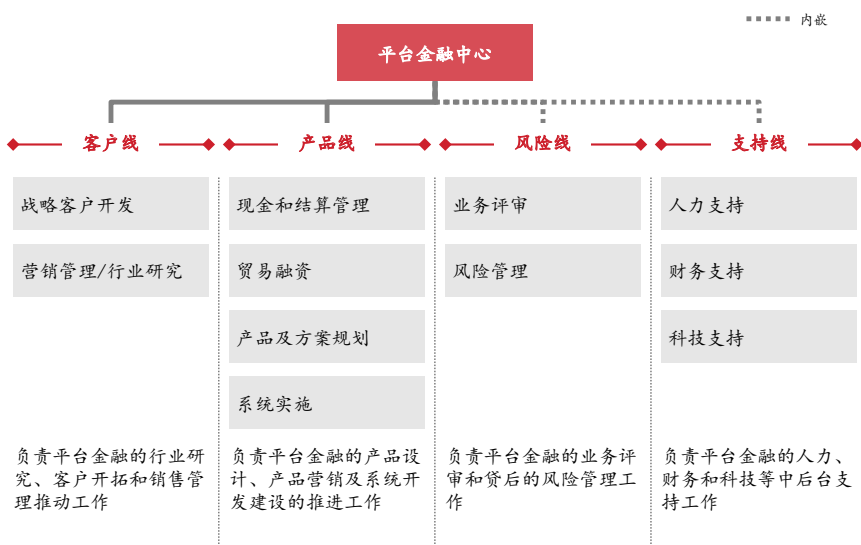 内嵌
平台金融中心
客户线
产品线
风险线
支持线
战略客户开发
现金和结算管理
业务评审
人力支持
营销管理/行业研究
贸易融资
风险管理
财务支持
产品及方案规划
科技支持
系统实施
负责平台金融的行业研
究、客户开拓和销售管
理推动工作
负责平台金融的产品设
计、产品营销及系统开
发建设的推进工作
负责平台金融的业务评
审和贷后的风险管理工
作
负责平台金融的人力、
财务和科技等中后台支
持工作